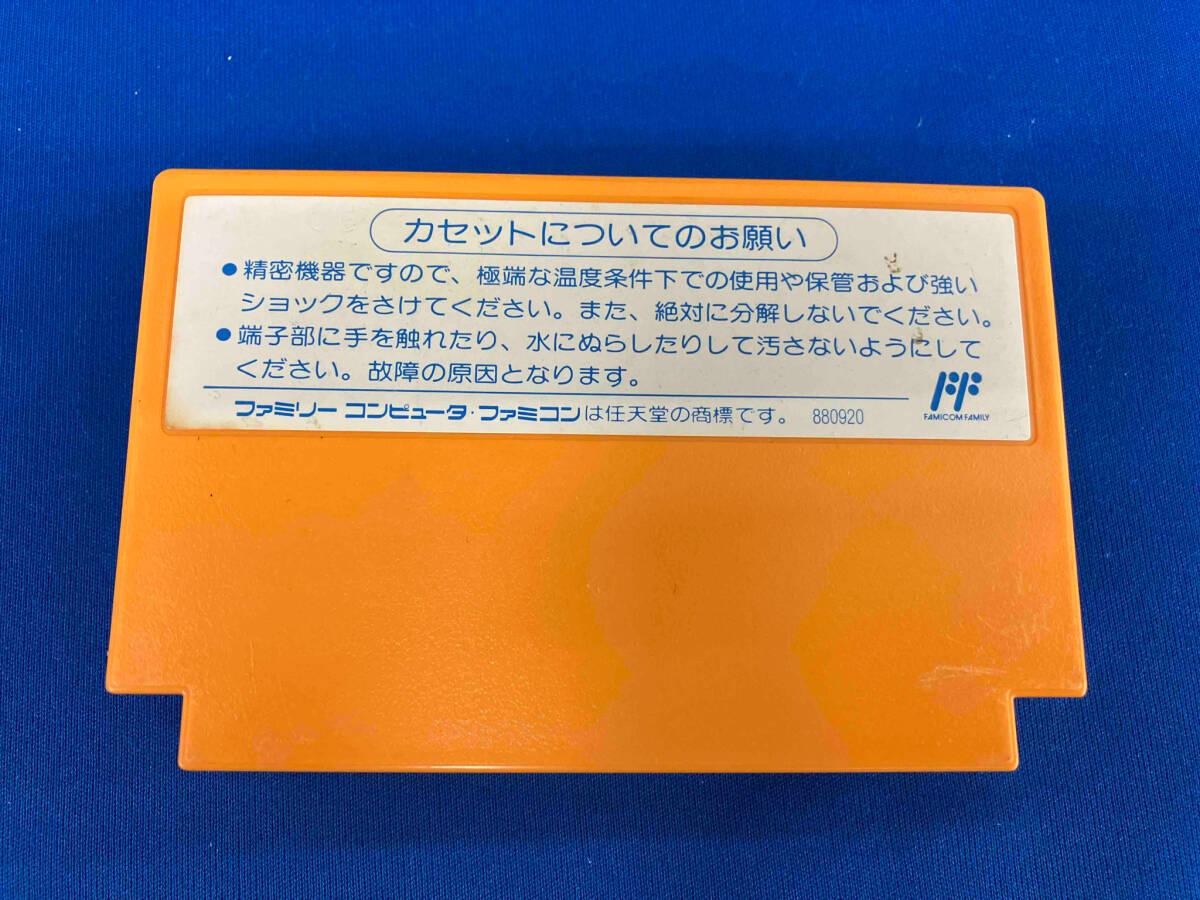 カセットについてのお願い
●精密機器ですので、極端な温度条件下での使用や保管および強い
ショックをさけてください。また、絶対に分解しないでください。
●端子部に手を触れたり、水にぬらしたりして汚さないようにして
ください。故障の原因となります。
ファミリー コンピュータ・ファミコンは任天堂の商標です。 880920
FAMICOM FAMILY